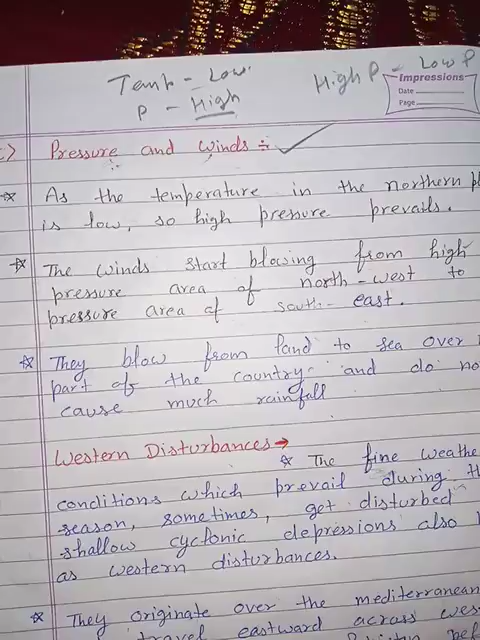 Temp - Low.
P - High
High P - Low P
Impressions
Date
Page
Pressure and winds :-
As the temperature in the northern
is low, so high pressure prevails.
The winds start blowing from high
pressure area of north-west to
pressure area of south-east.
They blow from land to sea over
part of the country and do
cause much rainfall
Western Disturbances →
The fine
conditions which prevail during
season, sometimes, get disturbed
shallow cyclonic depressions also
as western disturbances.
They originate over the mediterranean
travel eastward across